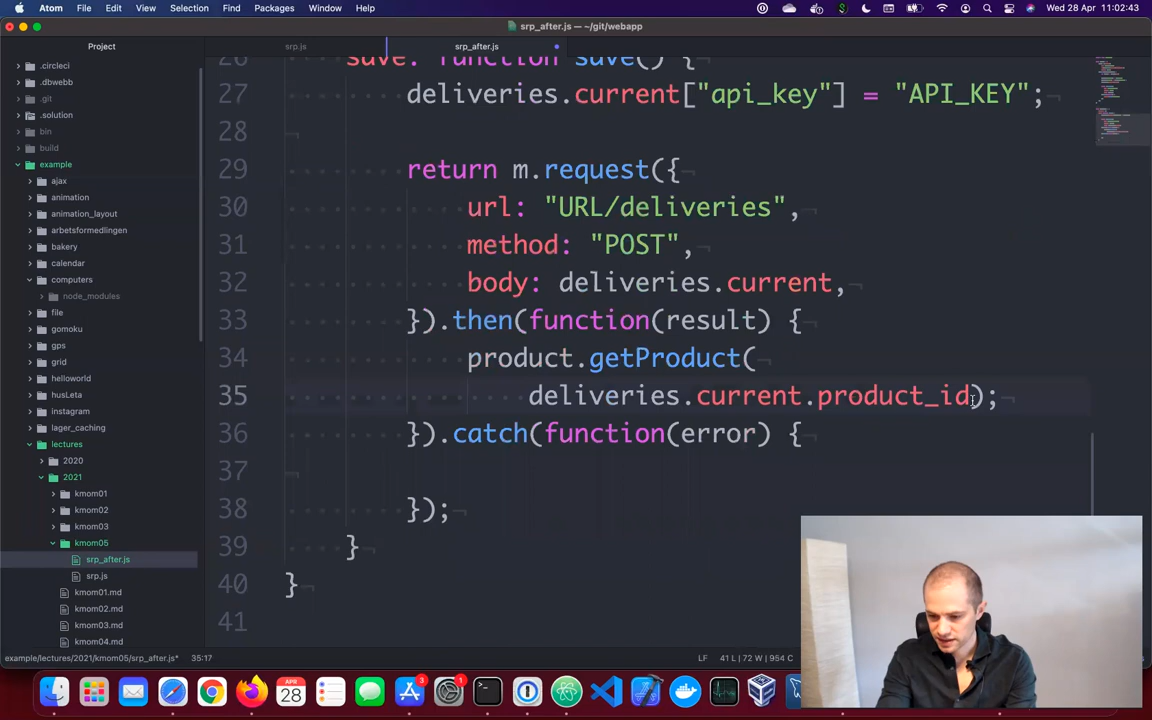 Atom File Edit View Selection Find Packages Window Help Wed 28 Apr 11:02:43
srp_after.js — ~/git/webapp
Project
srp.js
srp_after.js
.circleci
.dbwebb
.git
.solution
bin
build
example
ajax
animation
animation_layout
arbetsformedlingen
bakery
calendar
computers
node_modules
file
gomoku
gps
grid
helloworld
husLeta
instagram
lager_caching
lectures
2020
2021
kmom01
kmom02
kmom03
kmom05
srp_after.js
srp.js
kmom01.md
kmom02.md
kmom03.md
kmom04.md
26 save: function save() {
27 deliveries.current["api_key"] = "API_KEY";
28
29 return m.request({
30 url: "URL/deliveries",
31 method: "POST",
32 body: deliveries.current,
33 }).then(function(result) {
34 product.getProduct(
35 deliveries.current.product_id);
36 }).catch(function(error) {
37
38 });
39 }
40 }
41
example/lectures/2021/kmom05/srp_after.js* 35:17 LF 41 L | 72 W | 954 C
APR
28
3
1